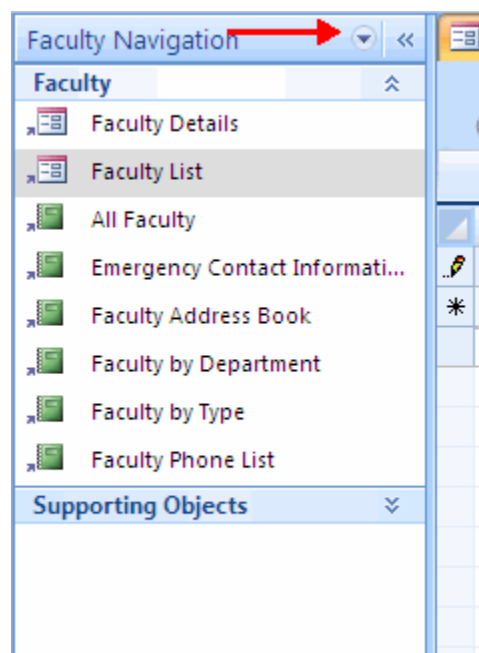 Faculty Navigation
Faculty
Faculty Details
Faculty List
All Faculty
Emergency Contact Informati...
Faculty Address Book
Faculty by Department
Faculty by Type
Faculty Phone List
Supporting Objects